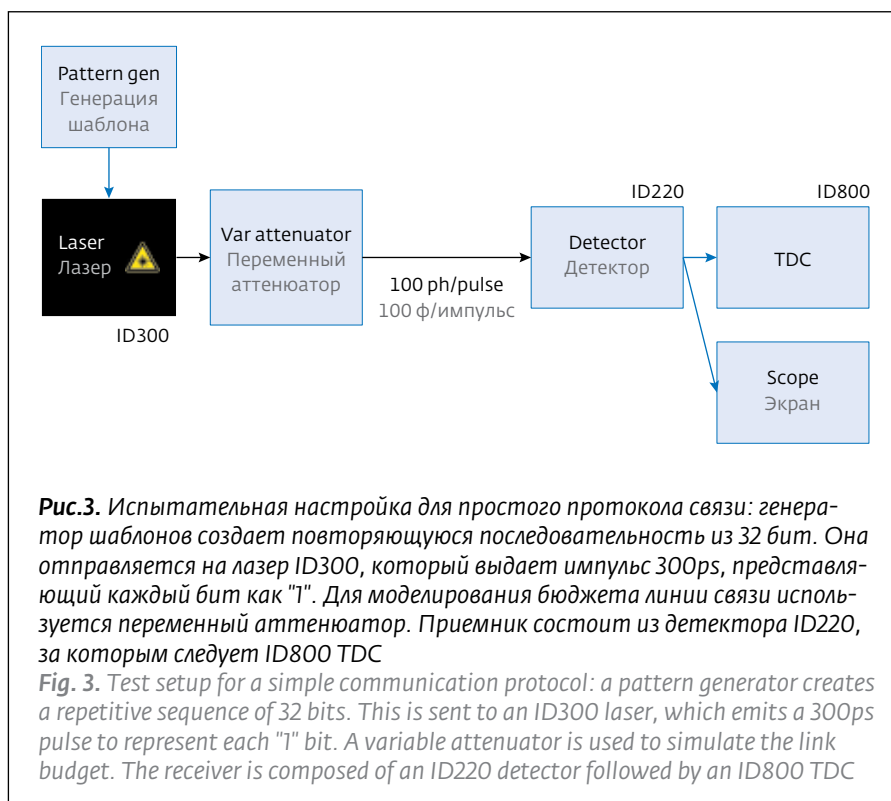 Pattern gen
Генерация
шаблона
ID220
ID800
Laser
Лазер
Var attenuator
Переменный
аттенюатор
Detector
Детектор
TDC
100 ph/pulse
100 ф/импульс
ID300
Scope
Экран
Рис.3. Испытательная настройка для простого протокола связи: генера-
тор шаблонов создает повторяющуюся последовательность из 32 бит. Она
отправляется на лазер ID300, который выдает импульс 300ps, представля-
ющий каждый бит как "1". Для моделирования бюджета линии связи исполь-
зуется переменный аттенюатор. Приемник состоит из детектора ID220,
за которым следует ID800 TDC
Fig. 3. Test setup for a simple communication protocol: a pattern generator creates
a repetitive sequence of 32 bits. This is sent to an ID300 laser, which emits a 300ps
pulse to represent each "1" bit. A variable attenuator is used to simulate the link
budget. The receiver is composed of an ID220 detector followed by an ID800 TDC